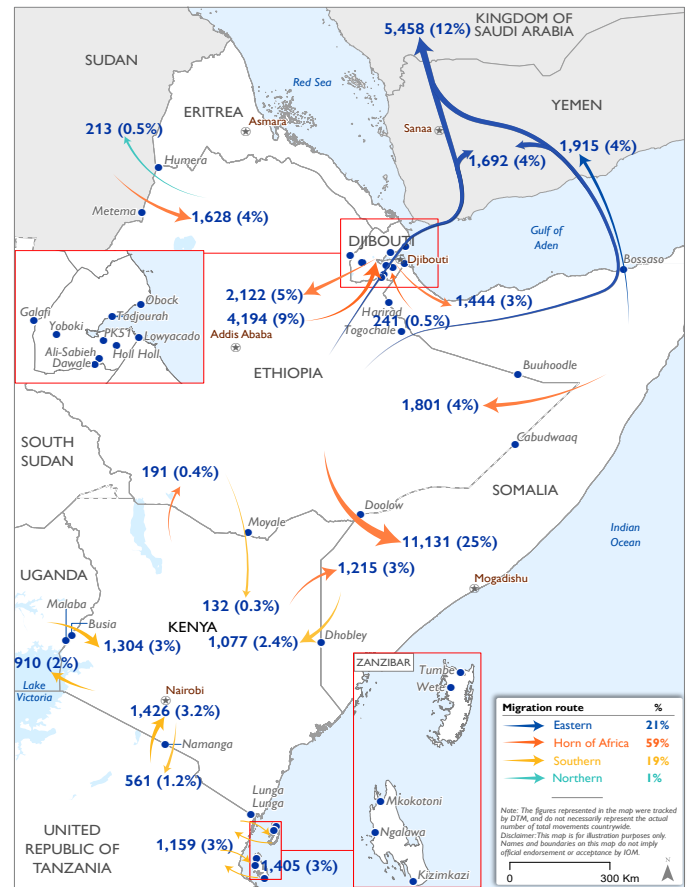 KINGDOM OF
SAUDI ARABIA
5,458 (12%)
SUDAN
Red Sea
ERITREA
Asmara
YEMEN
Sanaa
213 (0.5%)
Humera
1,692 (4%)
1,915 (4%)
Metema
1,628 (4%)
DJIBOUTI
Djibouti
Gulf of
Aden
Bossaso
2,122 (5%)
4,194 (9%)
1,444 (3%)
Harirad
241 (0.5%)
Togochale
Addis Ababa
Obock
Galafi
Tadjourah
Yoboki
PK51
Lowyacado
Ali-Sabieh
Holl Holl
Dawale
ETHIOPIA
Buuhoodle
1,801 (4%)
SOUTH
SUDAN
Cabudwaaq
191 (0.4%)
SOMALIA
Doolow
Moyale
Indian
Ocean
11,131 (25%)
UGANDA
1,215 (3%)
Mogadishu
Malaba
Busia
132 (0.3%)
KENYA
1,077 (2.4%)
Dhobley
1,304 (3%)
910 (2%)
Lake
Victoria
ZANZIBAR
Tumbe
Wete
Nairobi
1,426 (3.2%)
Namanga
561 (1.2%)
Lunga
Lunga
Mkokotoni
Ngalawa
Kizimkazi
UNITED
REPUBLIC OF
TANZANIA
1,159 (3%)
1,405 (3%)
Migration route %
Eastern 21%
Horn of Africa 59%
Southern 19%
Northern 1%
Note: The figures represented in the map were tracked
by DTM, and do not necessarily represent the actual
number of total movements countrywide.
Disclaimer: This map is for illustration purposes only.
Names and boundaries on this map do not imply
official endorsement or acceptance by IOM.
N
0 300 Km